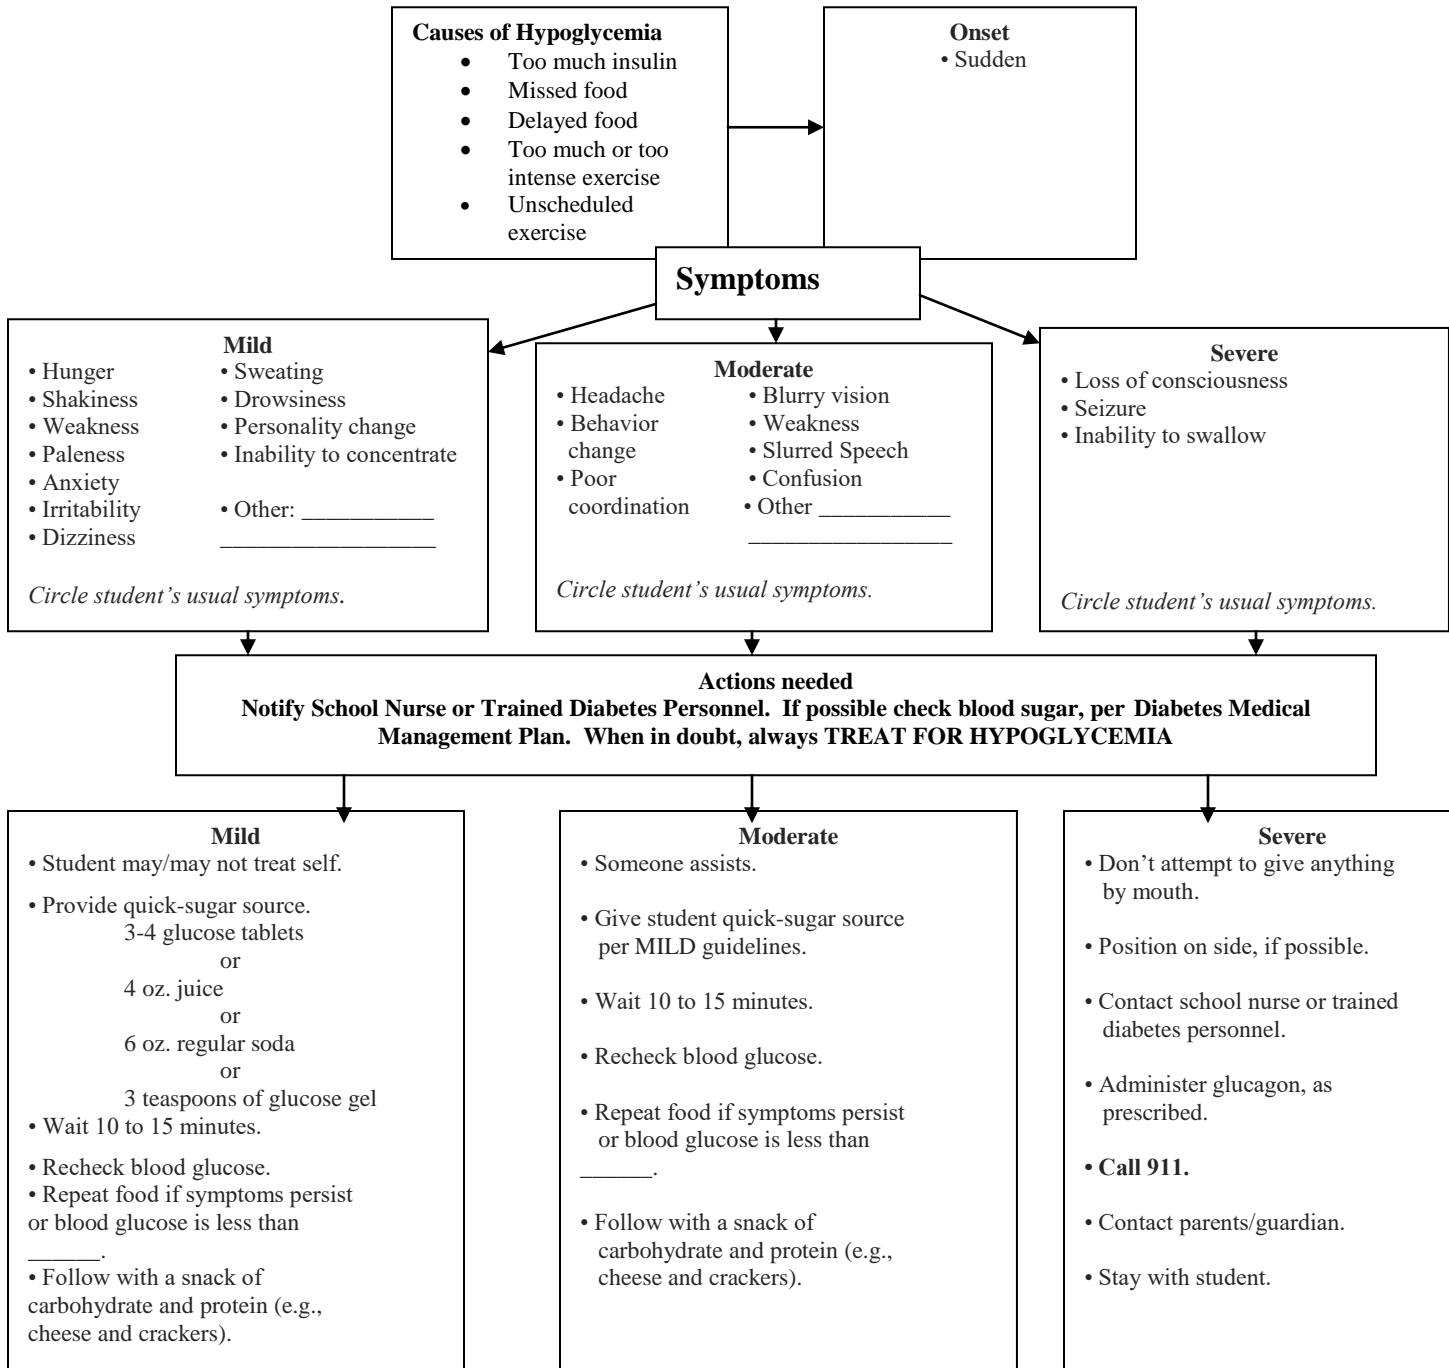 Causes of Hypoglycemia
• Too much insulin
• Missed food
• Delayed food
• Too much or too
intense exercise
• Unscheduled
exercise
Onset
• Sudden
Symptoms
Mild
• Hunger
• Shakiness
• Weakness
• Paleness
• Anxiety
• Irritability
• Dizziness
• Sweating
• Drowsiness
• Personality change
• Inability to concentrate
• Other: ___________
__________________
Circle student’s usual symptoms.
Moderate
• Headache
• Behavior
change
• Poor
coordination
• Blurry vision
• Weakness
• Slurred Speech
• Confusion
• Other ___________
_________________
Circle student’s usual symptoms.
Severe
• Loss of consciousness
• Seizure
• Inability to swallow
Circle student’s usual symptoms.
Actions needed
Notify School Nurse or Trained Diabetes Personnel. If possible check blood sugar, per Diabetes Medical
Management Plan. When in doubt, always TREAT FOR HYPOGLYCEMIA
Mild
• Student may/may not treat self.
• Provide quick-sugar source.
3-4 glucose tablets
or
4 oz. juice
or
6 oz. regular soda
or
3 teaspoons of glucose gel
• Wait 10 to 15 minutes.
• Recheck blood glucose.
• Repeat food if symptoms persist
or blood glucose is less than
______.
• Follow with a snack of
carbohydrate and protein (e.g.,
cheese and crackers).
Moderate
• Someone assists.
• Give student quick-sugar source
per MILD guidelines.
• Wait 10 to 15 minutes.
• Recheck blood glucose.
• Repeat food if symptoms persist
or blood glucose is less than
______.
• Follow with a snack of
carbohydrate and protein (e.g.,
cheese and crackers).
Severe
• Don’t attempt to give anything
by mouth.
• Position on side, if possible.
• Contact school nurse or trained
diabetes personnel.
• Administer glucagon, as
prescribed.
• Call 911.
• Contact parents/guardian.
• Stay with student.